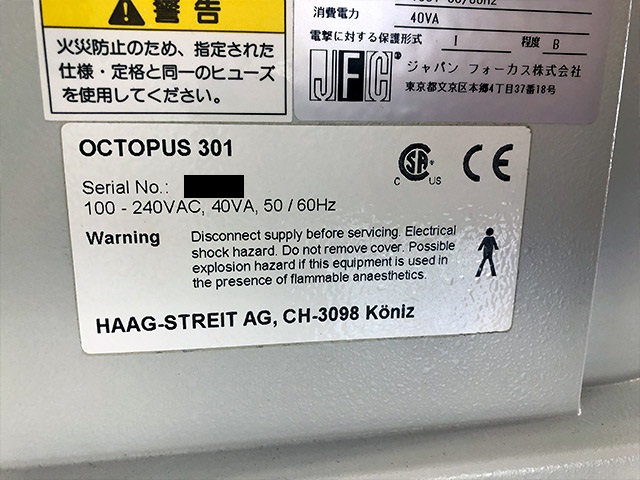 警告
火災防止のため、指定された
仕様・定格と同一のヒューズ
を使用してください。
消費電力 40VA
電撃に対する保護形式 I 程度 B
JFC ジャパン フォーカス株式会社
東京都文京区本郷4丁目37番18号
OCTOPUS 301
Serial No.:
100 - 240VAC, 40VA, 50 / 60Hz
C SA US CE
Warning Disconnect supply before servicing. Electrical
shock hazard. Do not remove cover. Possible
explosion hazard if this equipment is used in
the presence of flammable anaesthetics.
HAAG-STREIT AG, CH-3098 Köniz